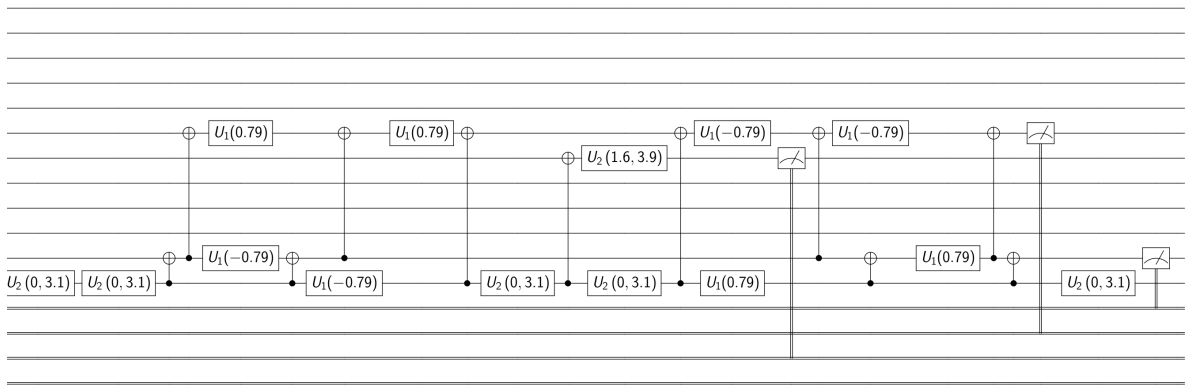 U₁(0.79) U₁(0.79) U₁(−0.79) U₁(−0.79)
U₂ (1.6, 3.9)
U₁(−0.79) U₁(0.79)
U₂ (0, 3.1) U₂ (0, 3.1) U₁(−0.79) U₂ (0, 3.1) U₂ (0, 3.1) U₁(0.79) U₂ (0, 3.1)